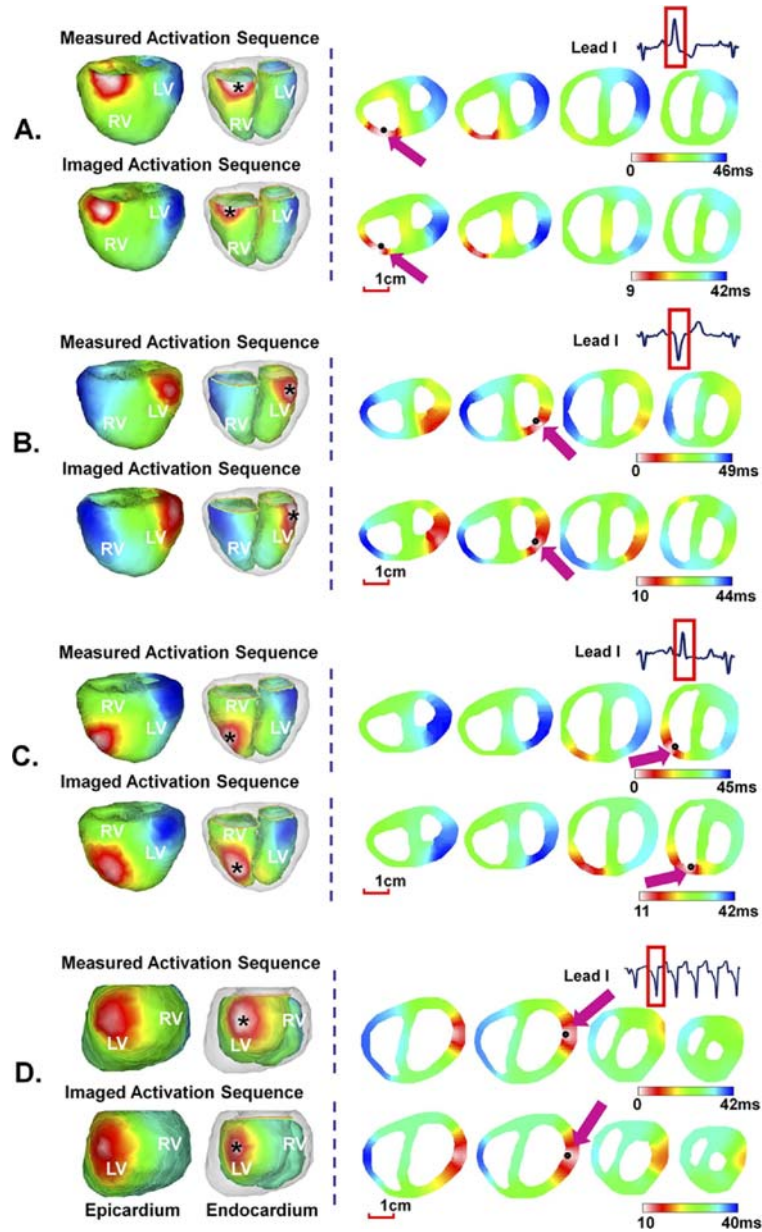 Measured Activation Sequence
Lead I
LV
* LV
RV
RV
A.
0 46ms
Imaged Activation Sequence
LV
* LV
RV
RV
1cm
9 42ms
Measured Activation Sequence
Lead I
RV LV
RV LV *
B.
0 49ms
Imaged Activation Sequence
RV LV
RV LV *
1cm
10 44ms
Measured Activation Sequence
Lead I
RV
LV
RV
* LV
C.
0 45ms
Imaged Activation Sequence
RV
LV
RV
* LV
1cm
11 42ms
Measured Activation Sequence
Lead I
RV
LV
* RV
LV
D.
0 42ms
Imaged Activation Sequence
RV
LV
* RV
LV
Epicardium Endocardium
1cm
10 40ms